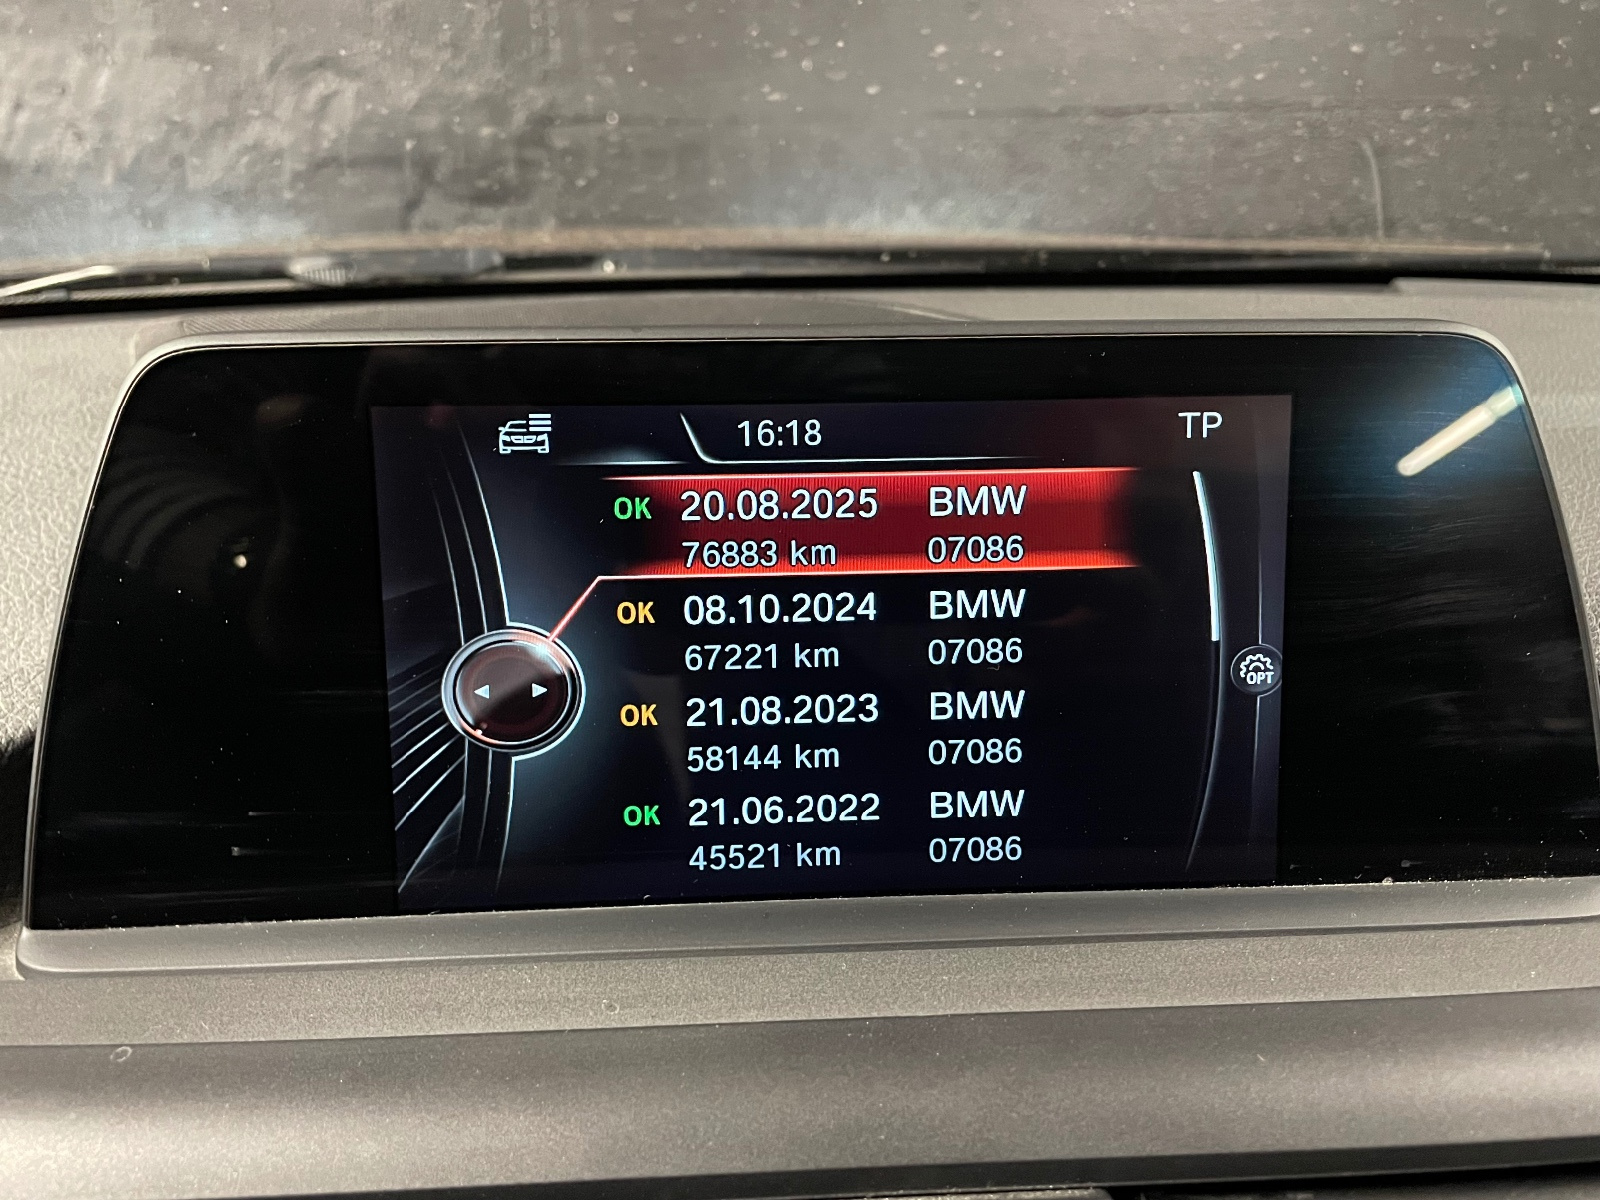 16:18 TP
OK 20.08.2025 BMW
76883 km 07086
OK 08.10.2024 BMW
67221 km 07086
OK 21.08.2023 BMW
58144 km 07086
OPT
OK 21.06.2022 BMW
45521 km 07086